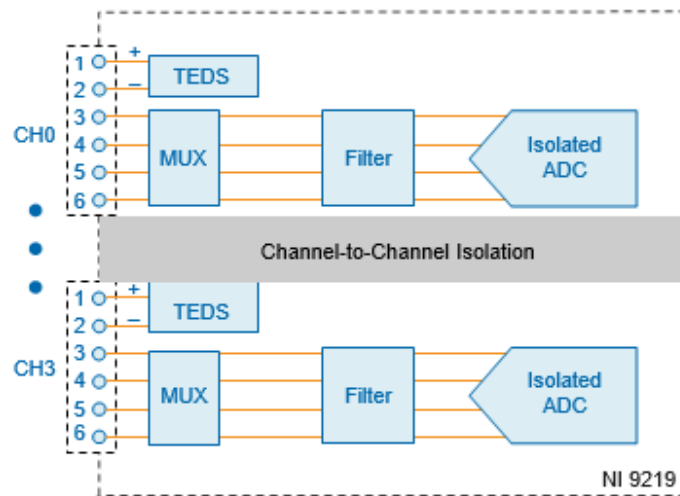 1 + TEDS
2 −
CH0
3
4 MUX Filter Isolated ADC
5
6
Channel-to-Channel Isolation
1 + TEDS
2 −
CH3
3
4 MUX Filter Isolated ADC
5
6
NI 9219